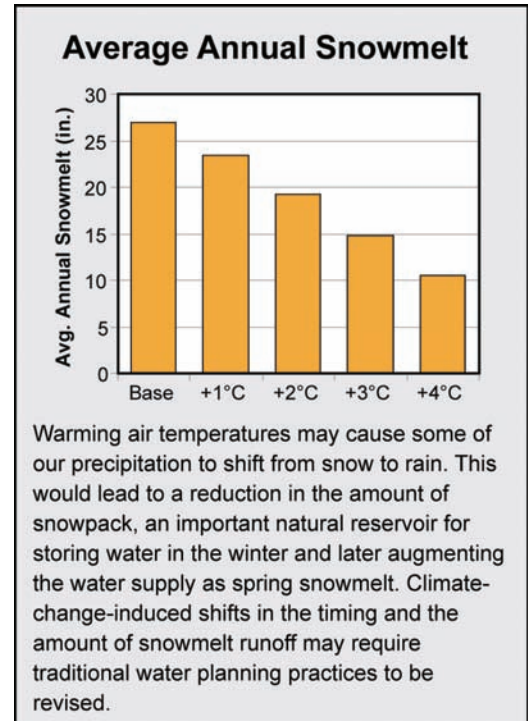 Average Annual Snowmelt
Avg. Annual Snowmelt (in.)
30
25
20
15
10
5
0
Base +1°C +2°C +3°C +4°C
Warming air temperatures may cause some of
our precipitation to shift from snow to rain. This
would lead to a reduction in the amount of
snowpack, an important natural reservoir for
storing water in the winter and later augmenting
the water supply as spring snowmelt. Climate-
change-induced shifts in the timing and the
amount of snowmelt runoff may require
traditional water planning practices to be
revised.